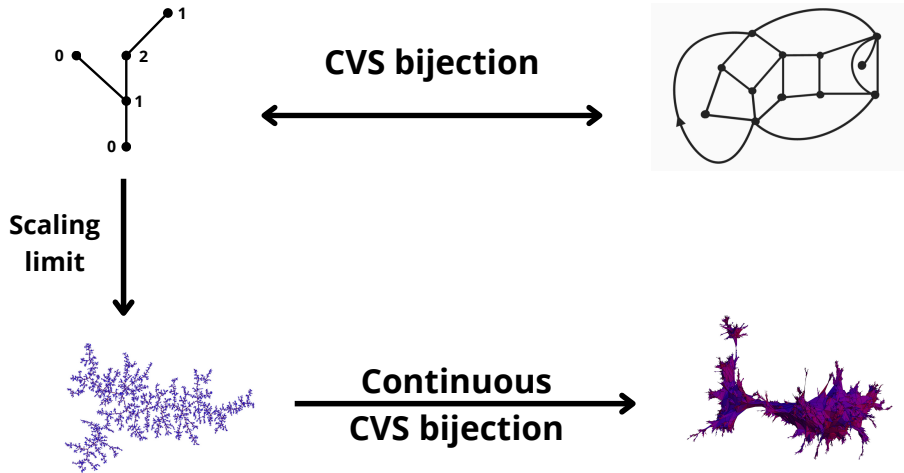 1
0
2
1
0
CVS bijection
Scaling
limit
Continuous
CVS bijection